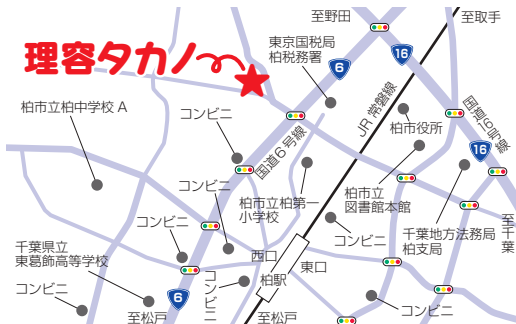 至野田
至取手
理容タカノ
東京国税局
柏税務署
6
16
柏市立柏中学校 A
コンビニ
JR 常磐線
国道16号線
国道6号線
柏市役所
16
コンビニ
柏市立柏第一
小学校
柏市立
図書館本館
コンビニ
千葉地方法務局
柏支局
至千葉
千葉県立
東葛飾高等学校
西口
コンビニ
東口
柏駅
コンビニ
コンビニ
6
コンビニ
至松戸
至松戸